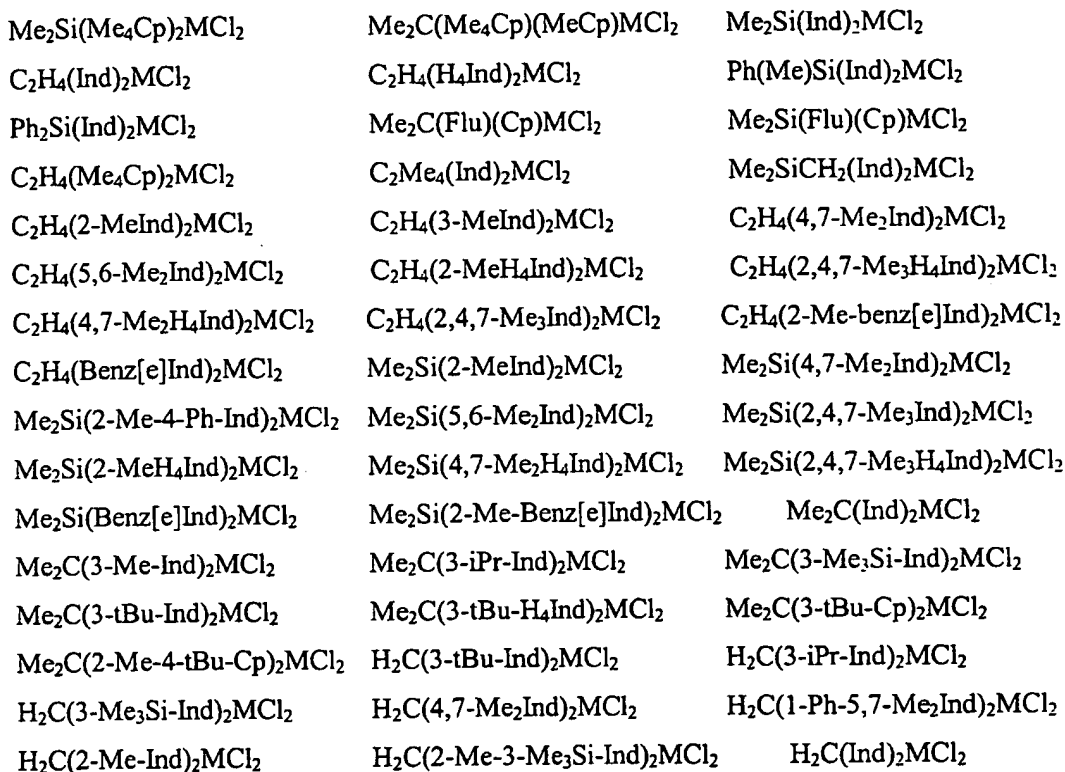 Me₂Si(Me₄Cp)₂MCl₂ Me₂C(Me₄Cp)(MeCp)MCl₂ Me₂Si(Ind)₂MCl₂
C₂H₄(Ind)₂MCl₂ C₂H₄(H₄Ind)₂MCl₂ Ph(Me)Si(Ind)₂MCl₂
Ph₂Si(Ind)₂MCl₂ Me₂C(Flu)(Cp)MCl₂ Me₂Si(Flu)(Cp)MCl₂
C₂H₄(Me₄Cp)₂MCl₂ C₂Me₄(Ind)₂MCl₂ Me₂SiCH₂(Ind)₂MCl₂
C₂H₄(2-MeInd)₂MCl₂ C₂H₄(3-MeInd)₂MCl₂ C₂H₄(4,7-Me₂Ind)₂MCl₂
C₂H₄(5,6-Me₂Ind)₂MCl₂ C₂H₄(2-MeH₄Ind)₂MCl₂ C₂H₄(2,4,7-Me₃H₄Ind)₂MCl₂
C₂H₄(4,7-Me₂H₄Ind)₂MCl₂ C₂H₄(2,4,7-Me₃Ind)₂MCl₂ C₂H₄(2-Me-benz[e]Ind)₂MCl₂
C₂H₄(Benz[e]Ind)₂MCl₂ Me₂Si(2-MeInd)₂MCl₂ Me₂Si(4,7-Me₂Ind)₂MCl₂
Me₂Si(2-Me-4-Ph-Ind)₂MCl₂ Me₂Si(5,6-Me₂Ind)₂MCl₂ Me₂Si(2,4,7-Me₃Ind)₂MCl₂
Me₂Si(2-MeH₄Ind)₂MCl₂ Me₂Si(4,7-Me₂H₄Ind)₂MCl₂ Me₂Si(2,4,7-Me₃H₄Ind)₂MCl₂
Me₂Si(Benz[e]Ind)₂MCl₂ Me₂Si(2-Me-Benz[e]Ind)₂MCl₂ Me₂C(Ind)₂MCl₂
Me₂C(3-Me-Ind)₂MCl₂ Me₂C(3-iPr-Ind)₂MCl₂ Me₂C(3-Me₃Si-Ind)₂MCl₂
Me₂C(3-tBu-Ind)₂MCl₂ Me₂C(3-tBu-H₄Ind)₂MCl₂ Me₂C(3-tBu-Cp)₂MCl₂
Me₂C(2-Me-4-tBu-Cp)₂MCl₂ H₂C(3-tBu-Ind)₂MCl₂ H₂C(3-iPr-Ind)₂MCl₂
H₂C(3-Me₃Si-Ind)₂MCl₂ H₂C(4,7-Me₂Ind)₂MCl₂ H₂C(1-Ph-5,7-Me₂Ind)₂MCl₂
H₂C(2-Me-Ind)₂MCl₂ H₂C(2-Me-3-Me₃Si-Ind)₂MCl₂ H₂C(Ind)₂MCl₂